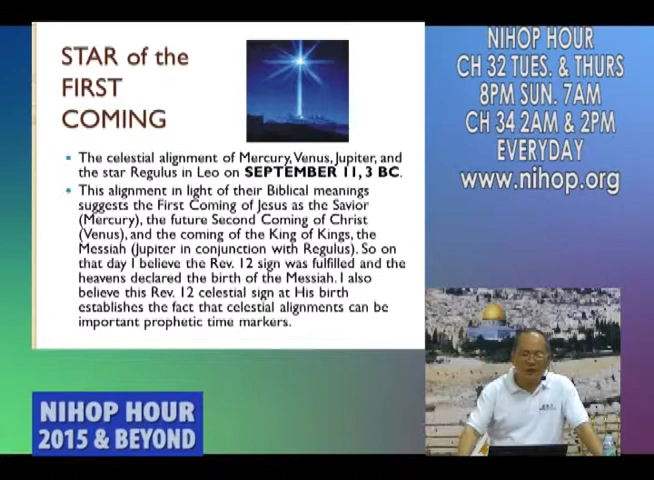 STAR of the
FIRST
COMING
The celestial alignment of Mercury, Venus, Jupiter, and
the star Regulus in Leo on SEPTEMBER 11, 3 BC.
This alignment in light of their Biblical meanings
suggests the First Coming of Jesus as the Savior
(Mercury), the future Second Coming of Christ
(Venus), and the coming of the King of Kings, the
Messiah (Jupiter in conjunction with Regulus). So on
that day I believe the Rev. 12 sign was fulfilled and the
heavens declared the birth of the Messiah. I also
believe this Rev. 12 celestial sign at His birth
establishes the fact that celestial alignments can be
important prophetic time markers.
NIHOP HOUR
CH 32 TUES. & THURS
8PM SUN. 7AM
CH 34 2AM & 2PM
EVERYDAY
www.nihop.org
NIHOP HOUR
2015 & BEYOND